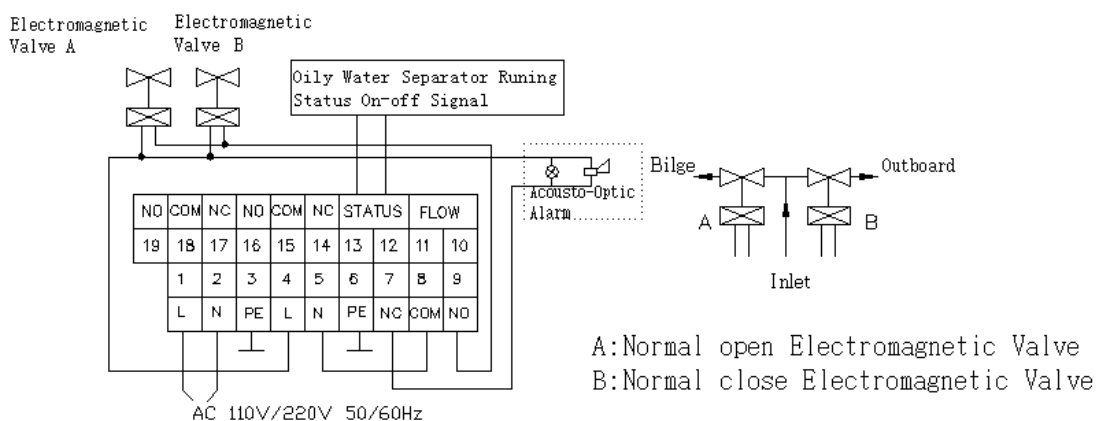 Electromagnetic
Valve A
Electromagnetic
Valve B
Oily Water Separator Runing
Status On-off Signal
Acousto-Optic
Alarm
Bilge
Outboard
A
B
Inlet
NO COM NC NO COM NC STATUS FLOW
19 18 17 16 15 14 13 12 11 10
1 2 3 4 5 6 7 8 9
L N PE L N PE NC COM NO
AC 110V/220V 50/60Hz
A:Normal open Electromagnetic Valve
B:Normal close Electromagnetic Valve